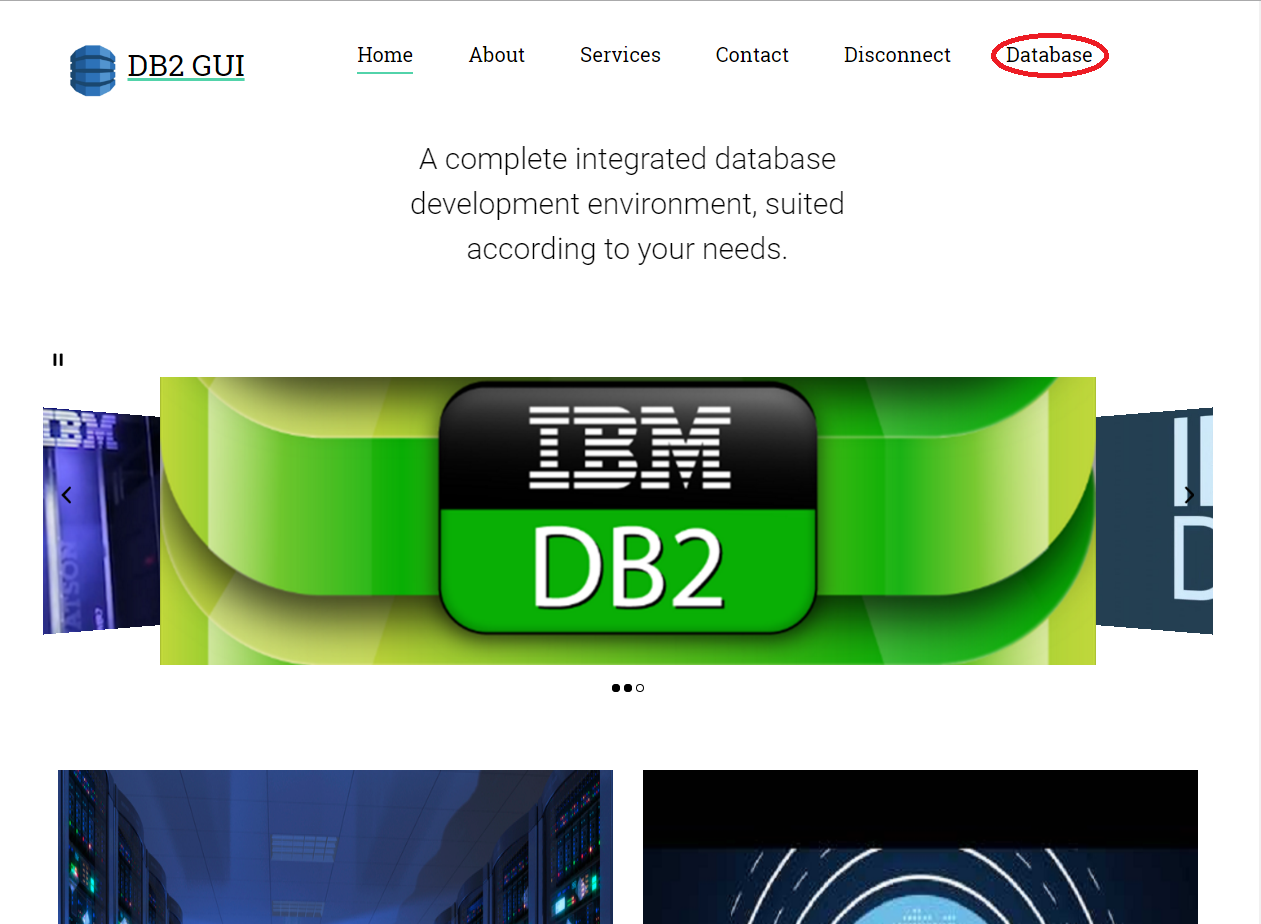 DB2 GUI
Home
About
Services
Contact
Disconnect
Database
A complete integrated database
development environment, suited
according to your needs.
IBM
IBM
DB2